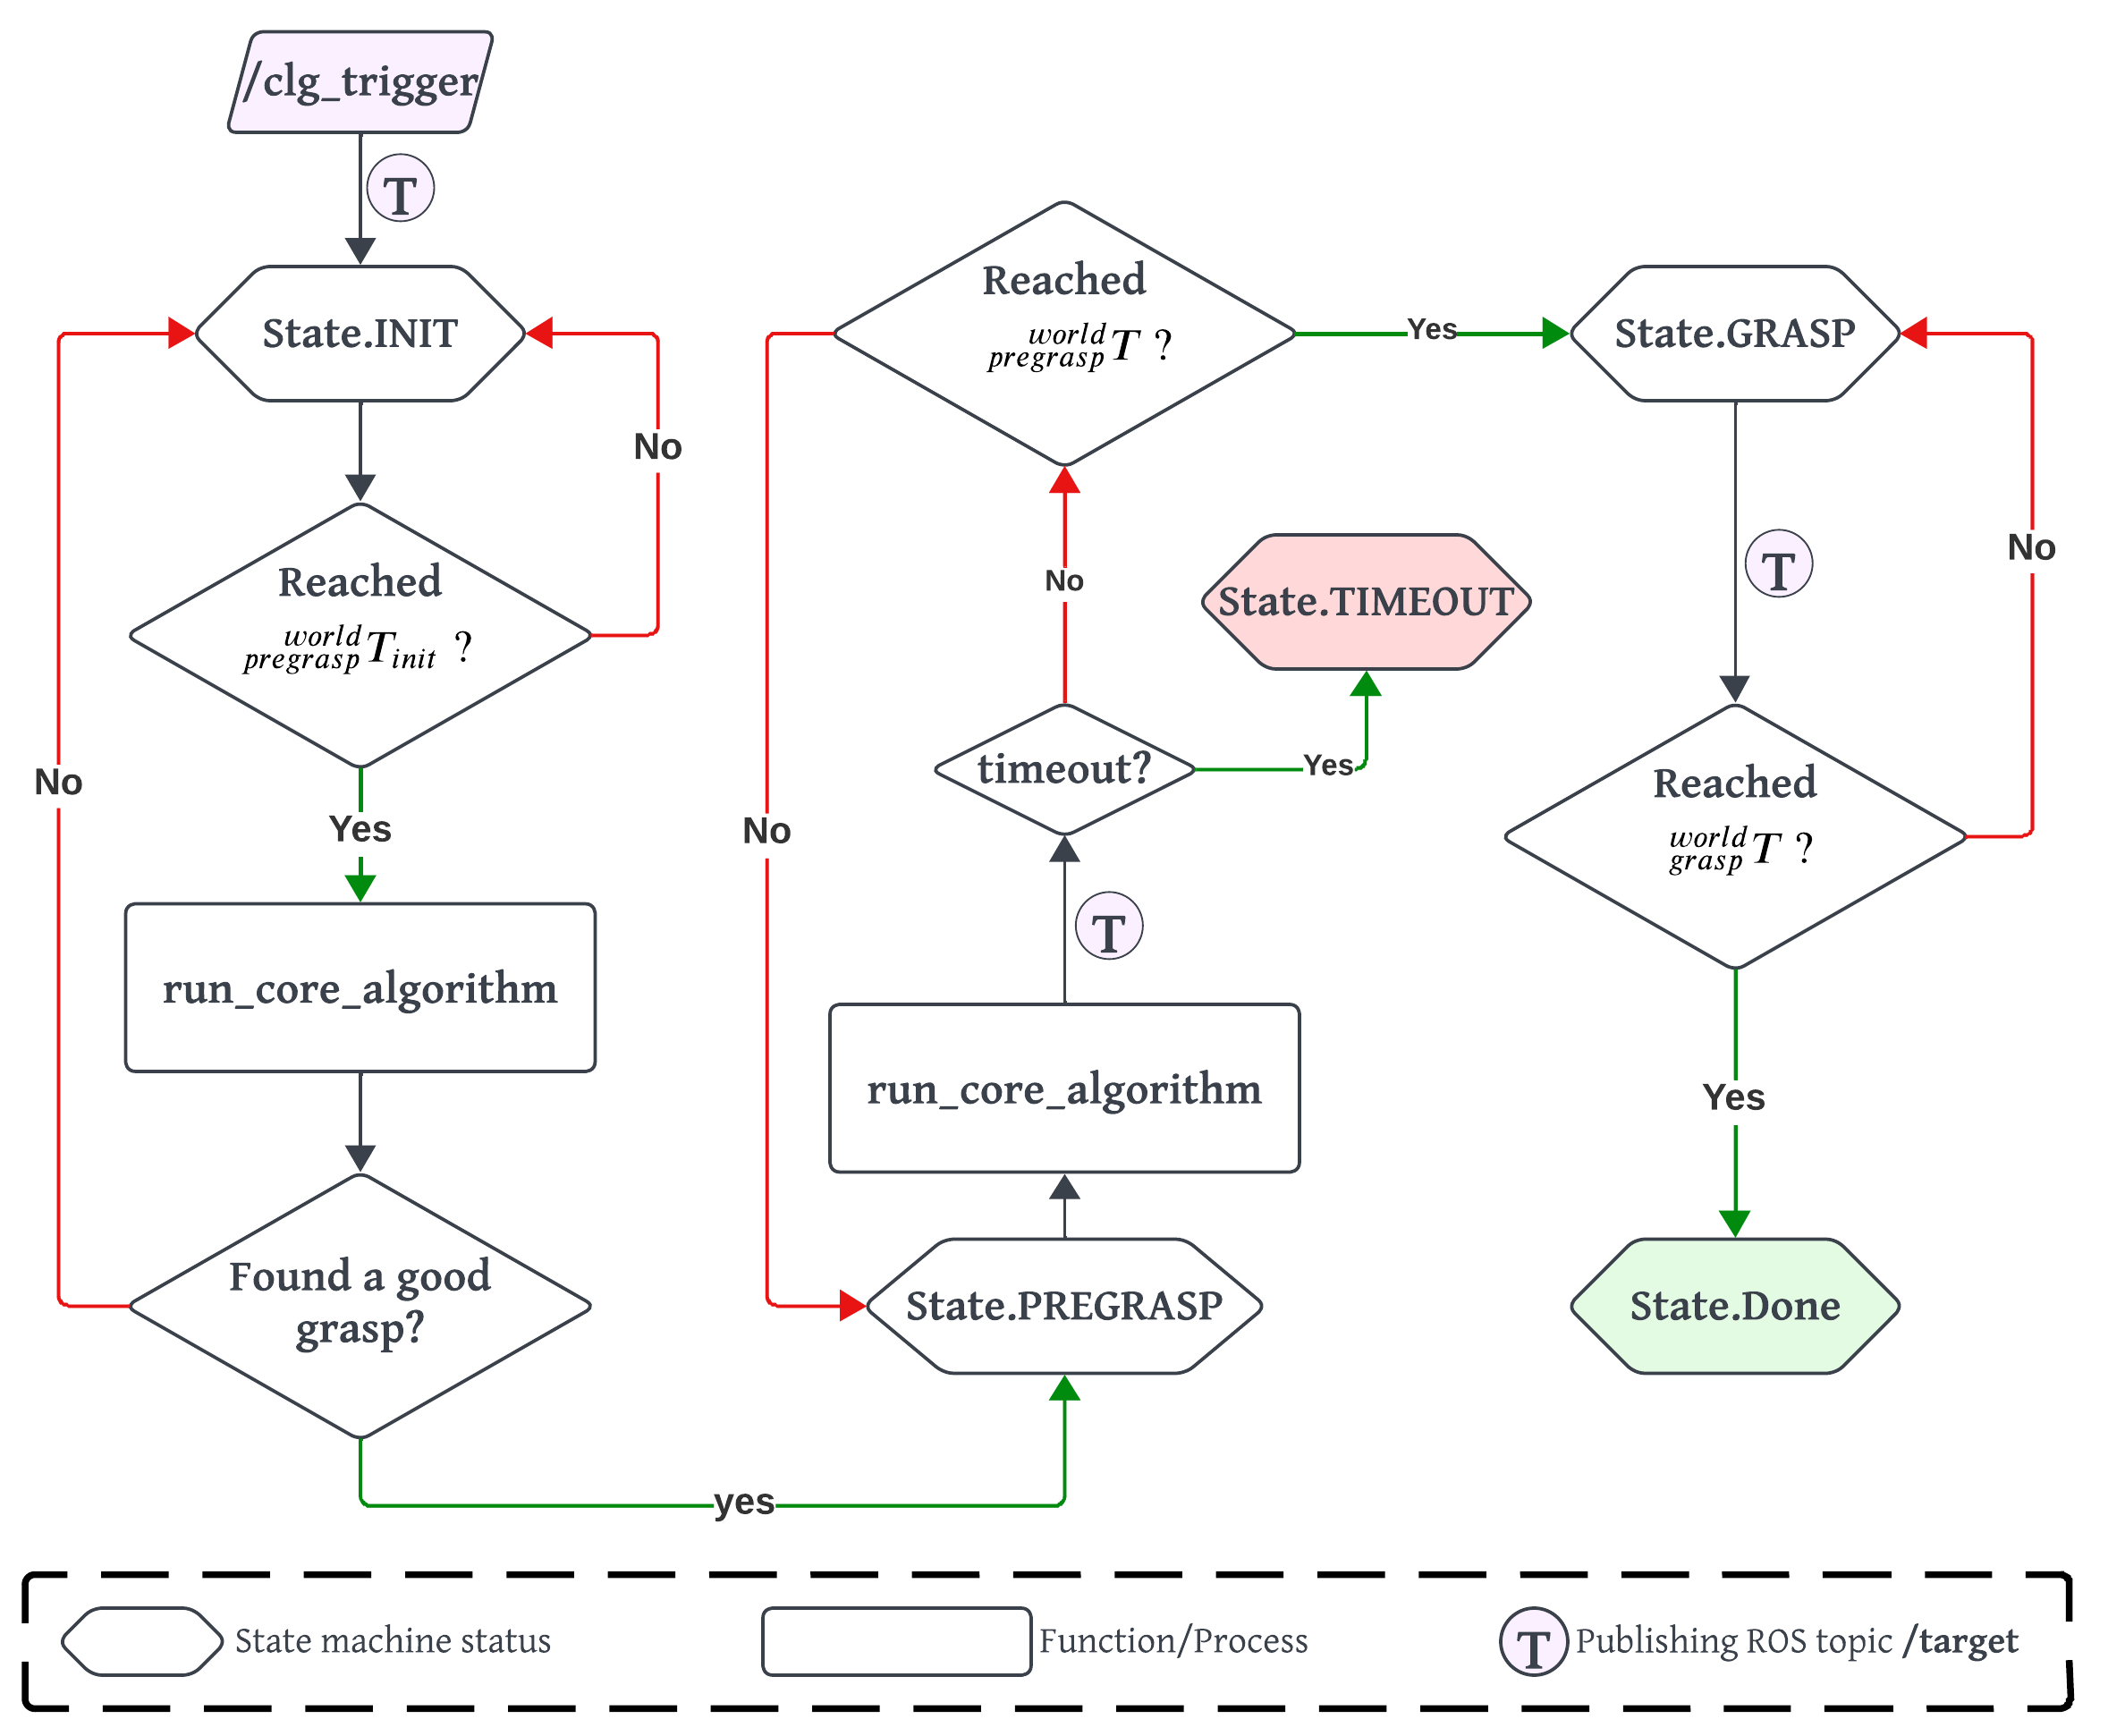 /clg_trigger
T
State.INIT
No
Reached
world
pregrasp T init ?
No
Yes
run_core_algorithm
Found a good
grasp?
yes
Reached
world
pregrasp T ?
Yes
No
No
State.TIMEOUT
timeout?
Yes
T
run_core_algorithm
State.PREGRASP
State.GRASP
No
T
Reached
world
grasp T ?
Yes
State.Done
State machine status
Function/Process
T Publishing ROS topic /target